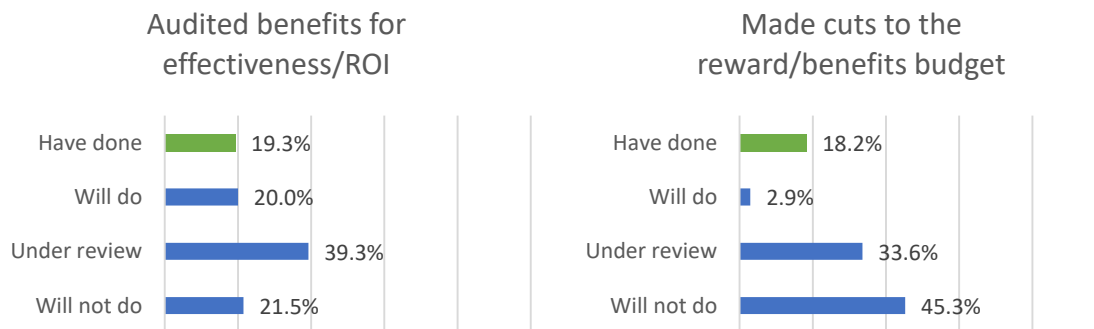 Audited benefits for
effectiveness/ROI
Have done 19.3%
Will do 20.0%
Under review 39.3%
Will not do 21.5%
Made cuts to the
reward/benefits budget
Have done 18.2%
Will do 2.9%
Under review 33.6%
Will not do 45.3%